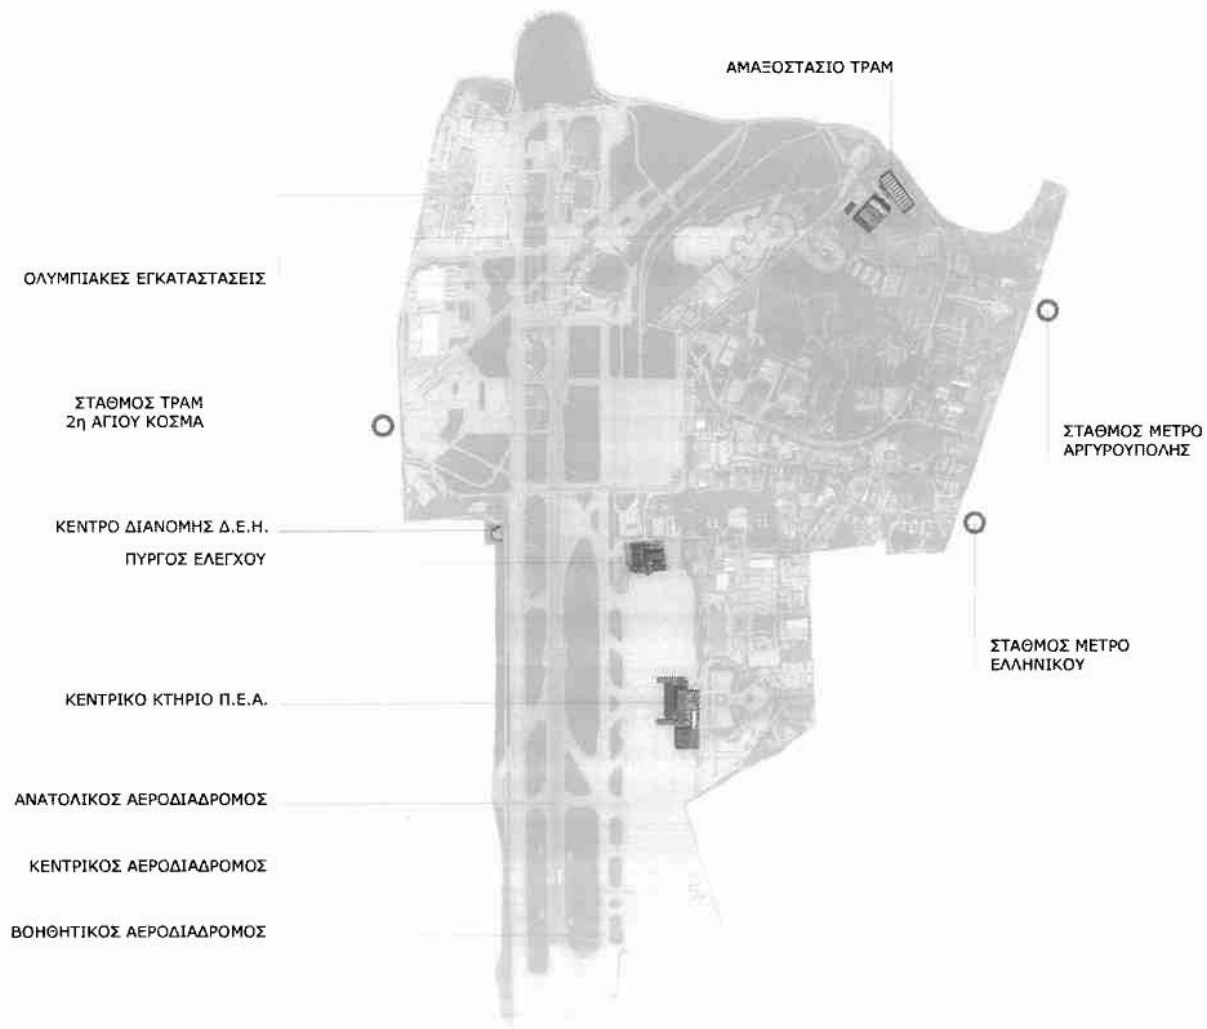 ΑΜΑΞΟΣΤΑΣΙΟ ΤΡΑΜ
ΟΛΥΜΠΙΑΚΕΣ ΕΓΚΑΤΑΣΤΑΣΕΙΣ
ΣΤΑΘΜΟΣ ΤΡΑΜ
2η ΑΓΙΟΥ ΚΟΣΜΑ
ΣΤΑΘΜΟΣ ΜΕΤΡΟ
ΑΡΓΥΡΟΥΠΟΛΗΣ
ΚΕΝΤΡΟ ΔΙΑΝΟΜΗΣ Δ.Ε.Η.
ΠΥΡΓΟΣ ΕΛΕΓΧΟΥ
ΣΤΑΘΜΟΣ ΜΕΤΡΟ
ΕΛΛΗΝΙΚΟΥ
ΚΕΝΤΡΙΚΟ ΚΤΗΡΙΟ Π.Ε.Α.
ΑΝΑΤΟΛΙΚΟΣ ΑΕΡΟΔΙΑΔΡΟΜΟΣ
ΚΕΝΤΡΙΚΟΣ ΑΕΡΟΔΙΑΔΡΟΜΟΣ
ΒΟΗΘΗΤΙΚΟΣ ΑΕΡΟΔΙΑΔΡΟΜΟΣ